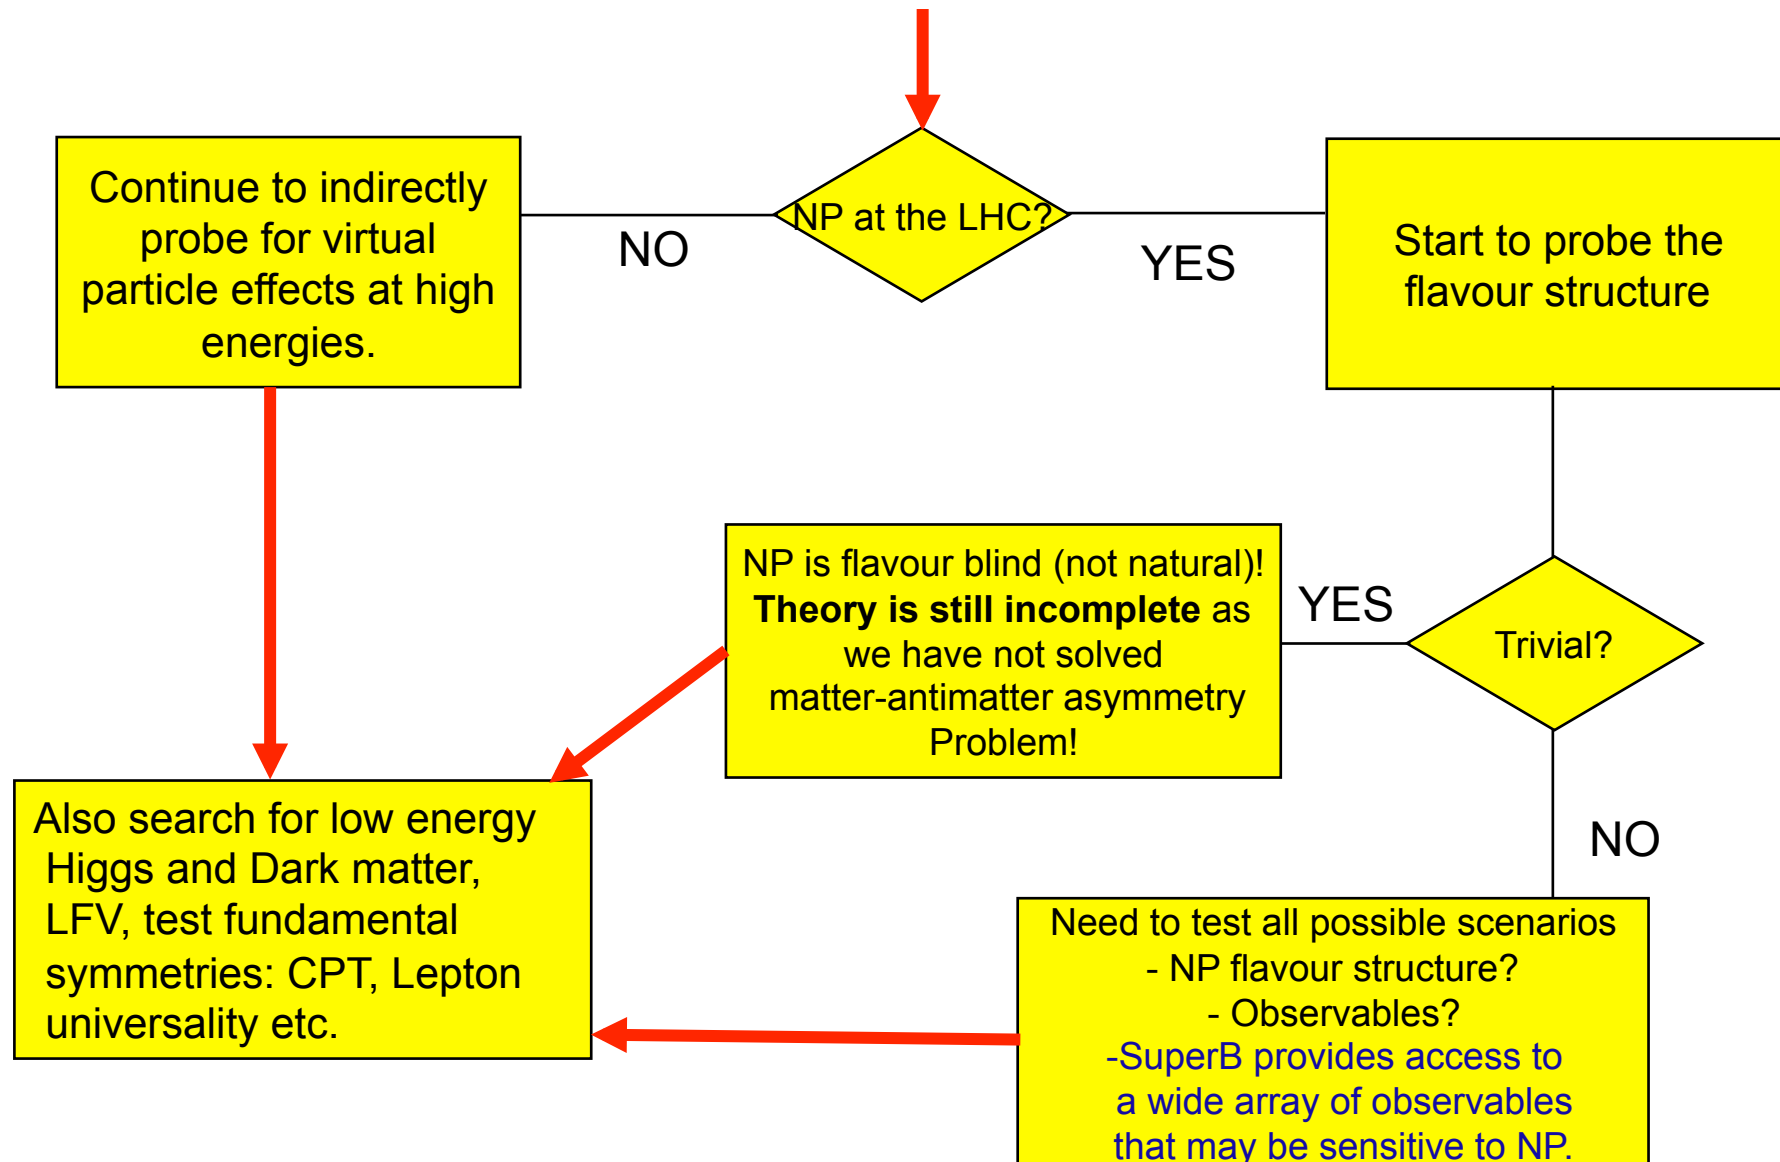 NP at the LHC?
NO
YES
Continue to indirectly
probe for virtual
particle effects at high
energies.
Start to probe the
flavour structure
Trivial?
YES
NO
NP is flavour blind (not natural)!
Theory is still incomplete as
we have not solved
matter-antimatter asymmetry
Problem!
Also search for low energy
Higgs and Dark matter,
LFV, test fundamental
symmetries: CPT, Lepton
universality etc.
Need to test all possible scenarios
- NP flavour structure?
- Observables?
-SuperB provides access to
a wide array of observables
that may be sensitive to NP.